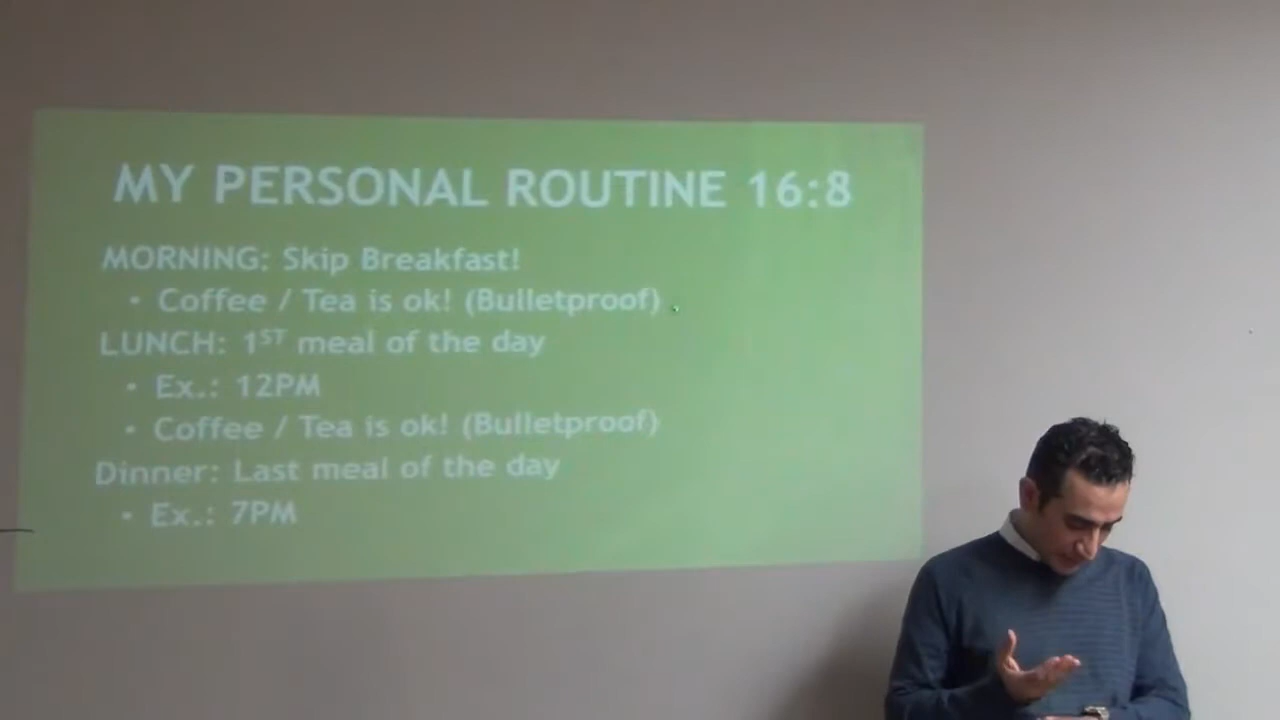 MY PERSONAL ROUTINE 16:8
MORNING: Skip Breakfast!
• Coffee / Tea is ok! (Bulletproof)
LUNCH: 1ST meal of the day
• Ex.: 12PM
• Coffee / Tea is ok! (Bulletproof)
Dinner: Last meal of the day
• Ex.: 7PM